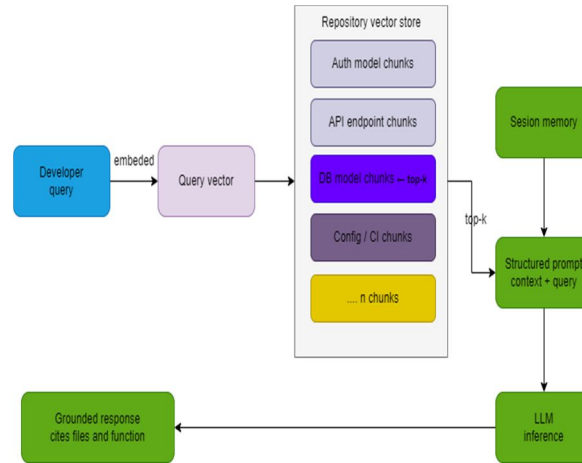 Repository vector store
Auth model chunks
API endpoint chunks
DB model chunks — top-k
Config / CI chunks
.... n chunks
Developer
query
embeded
Query vector
top-k
Sesion memory
Structured prompt
context + query
LLM
inference
Grounded response
cites files and function